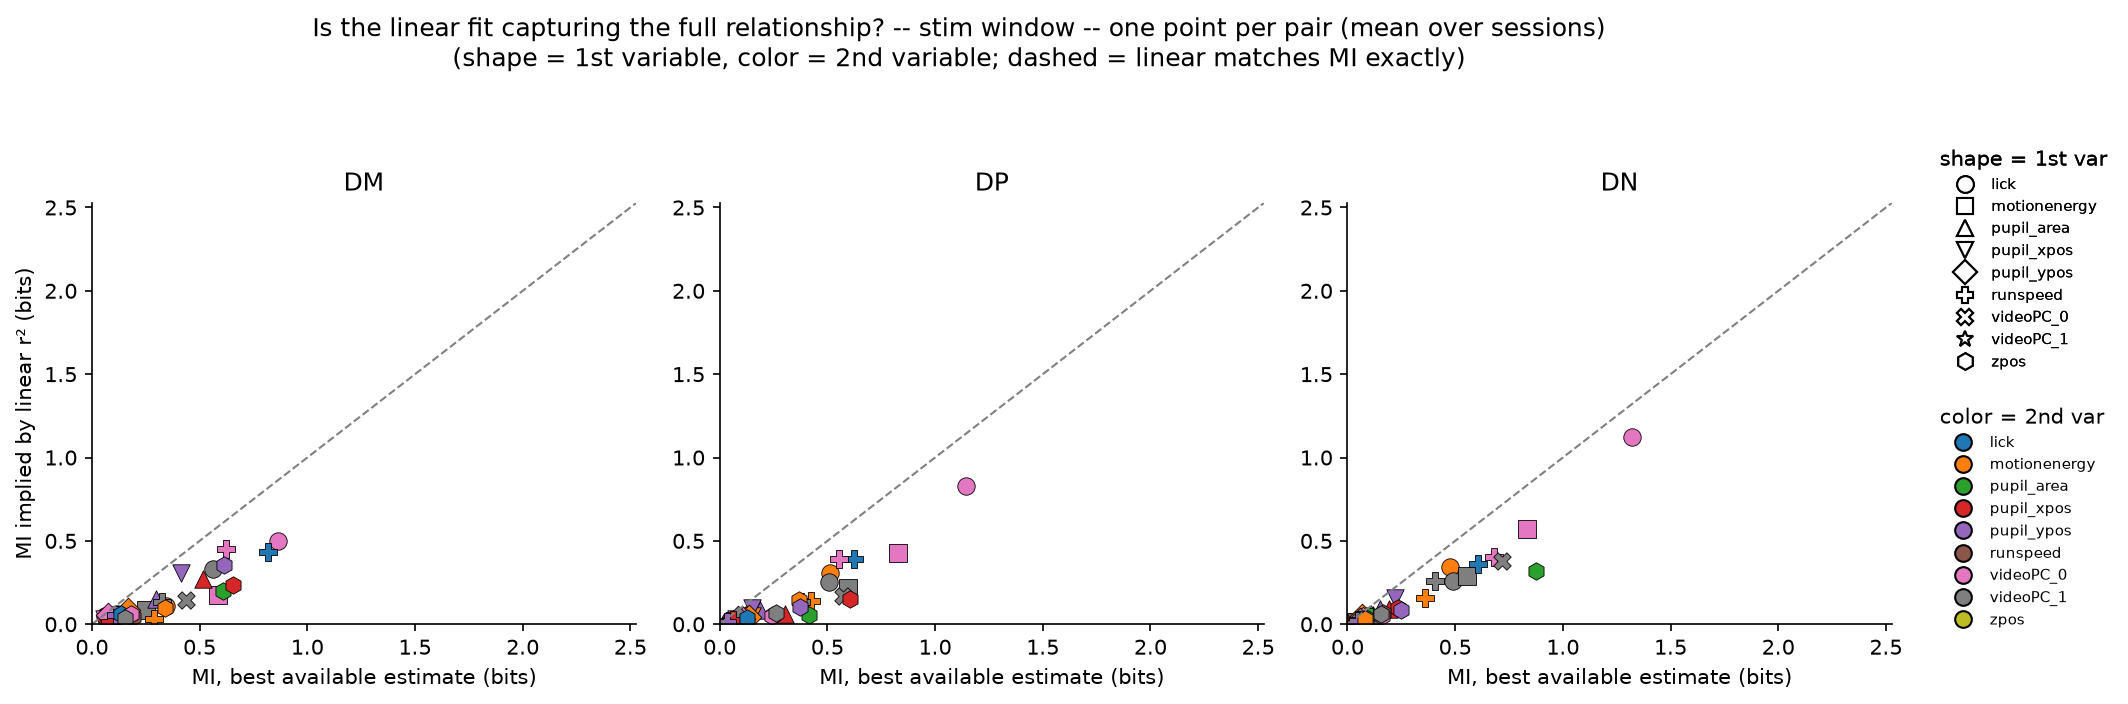 Is the linear fit capturing the full relationship? -- stim window -- one point per pair (mean over sessions)
(shape = 1st variable, color = 2nd variable; dashed = linear matches MI exactly)
DM
DP
DN
MI implied by linear r² (bits)
2.5
2.0
1.5
1.0
0.5
0.0
0.0 0.5 1.0 1.5 2.0 2.5
MI, best available estimate (bits)
2.5
2.0
1.5
1.0
0.5
0.0
0.0 0.5 1.0 1.5 2.0 2.5
MI, best available estimate (bits)
2.5
2.0
1.5
1.0
0.5
0.0
0.0 0.5 1.0 1.5 2.0 2.5
MI, best available estimate (bits)
shape = 1st var
lick
motionenergy
pupil_area
pupil_xpos
pupil_ypos
runspeed
videoPC_0
videoPC_1
zpos
color = 2nd var
lick
motionenergy
pupil_area
pupil_xpos
pupil_ypos
runspeed
videoPC_0
videoPC_1
zpos